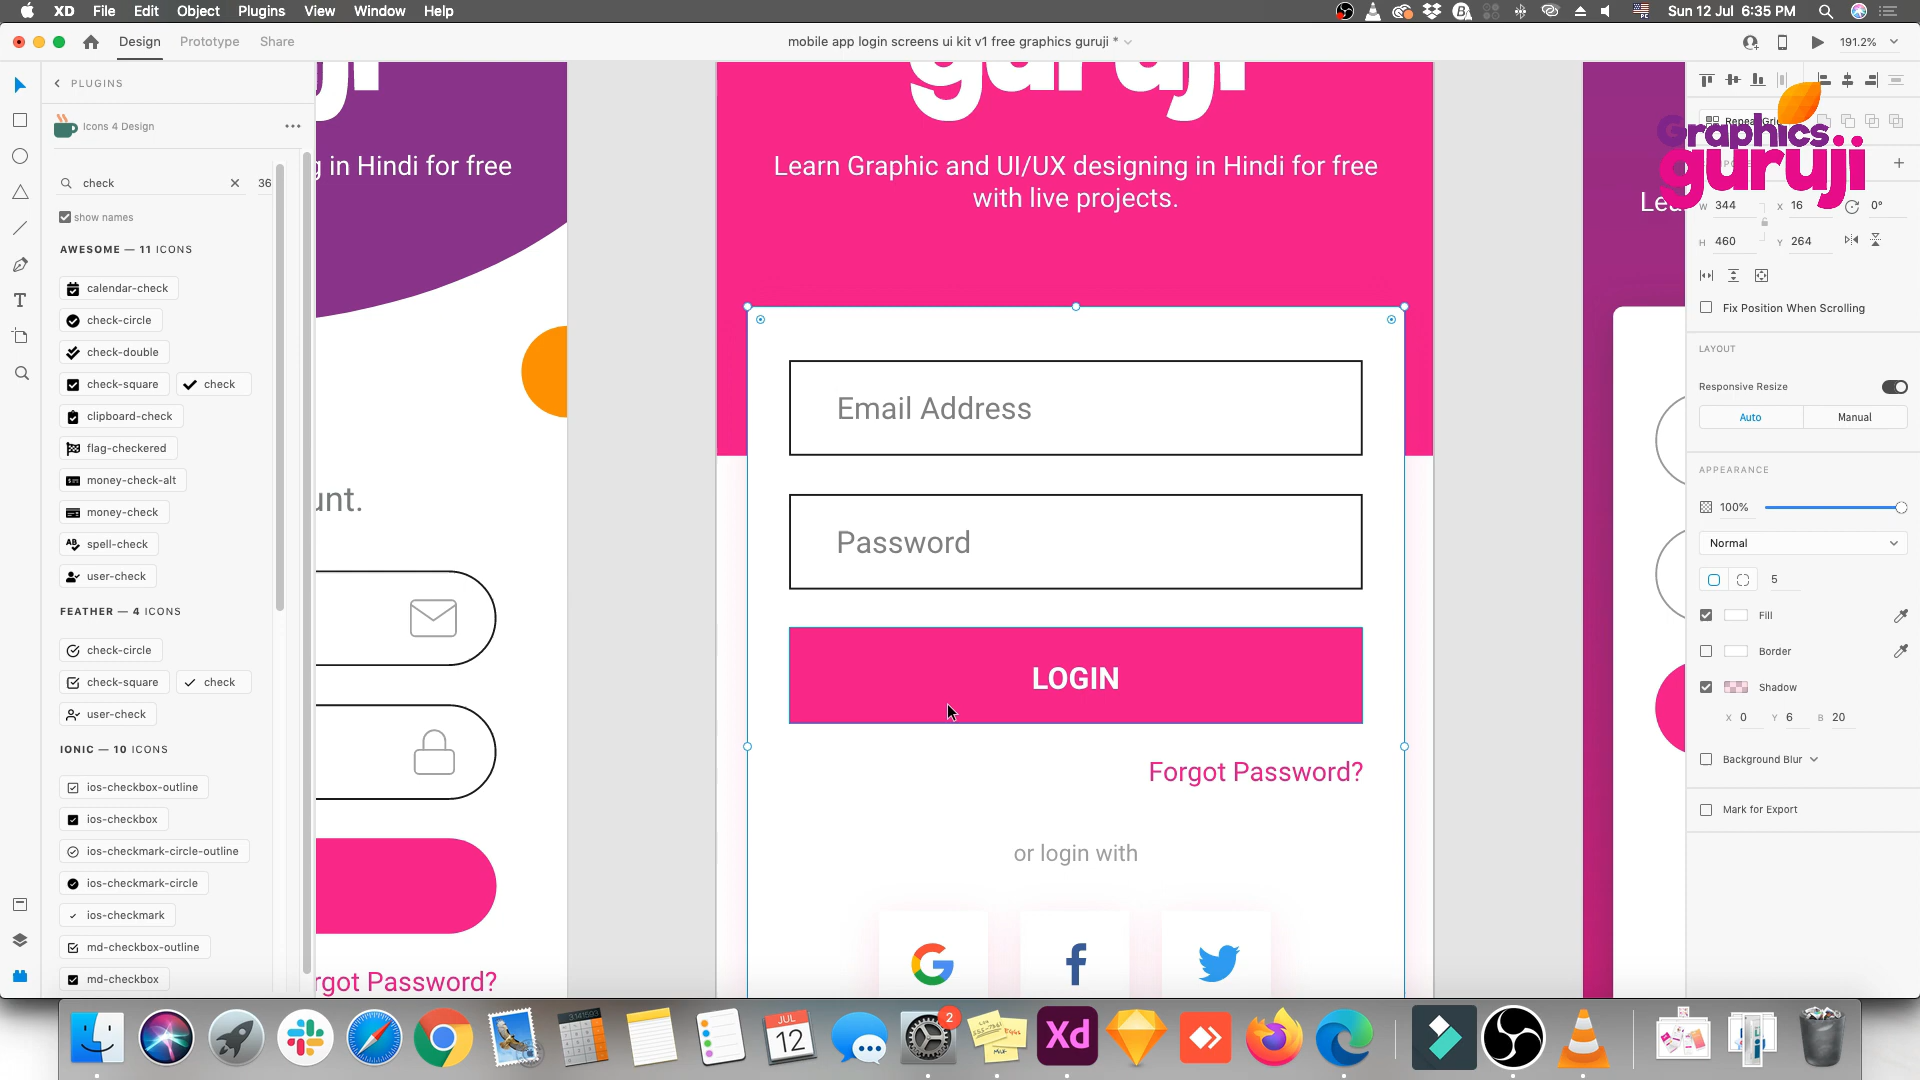 XD File Edit Object Plugins View Window Help
Sun 12 Jul 6:35 PM
Design Prototype Share
mobile app login screens ui kit v1 free graphics guruji *
191.2%
PLUGINS
Icons 4 Design
check
36
show names
AWESOME — 11 ICONS
calendar-check
check-circle
check-double
check-square
check
clipboard-check
flag-checkered
money-check-alt
money-check
spell-check
user-check
FEATHER — 4 ICONS
check-circle
check-square
check
user-check
IONIC — 10 ICONS
ios-checkbox-outline
ios-checkbox
ios-checkmark-circle-outline
ios-checkmark-circle
ios-checkmark
md-checkbox-outline
md-checkbox
g in Hindi for free
unt.
rgot Password?
guruji
Learn Graphic and UI/UX designing in Hindi for free
with live projects.
Email Address
Password
LOGIN
Forgot Password?
or login with
Lea
Graphics
guruji
W 344 X 16 0°
H 460 Y 264
Fix Position When Scrolling
LAYOUT
Responsive Resize
Auto Manual
APPEARANCE
100%
Normal
5
Fill
Border
Shadow
X 0 Y 6 B 20
Background Blur
Mark for Export
JUL
12
2
Xd